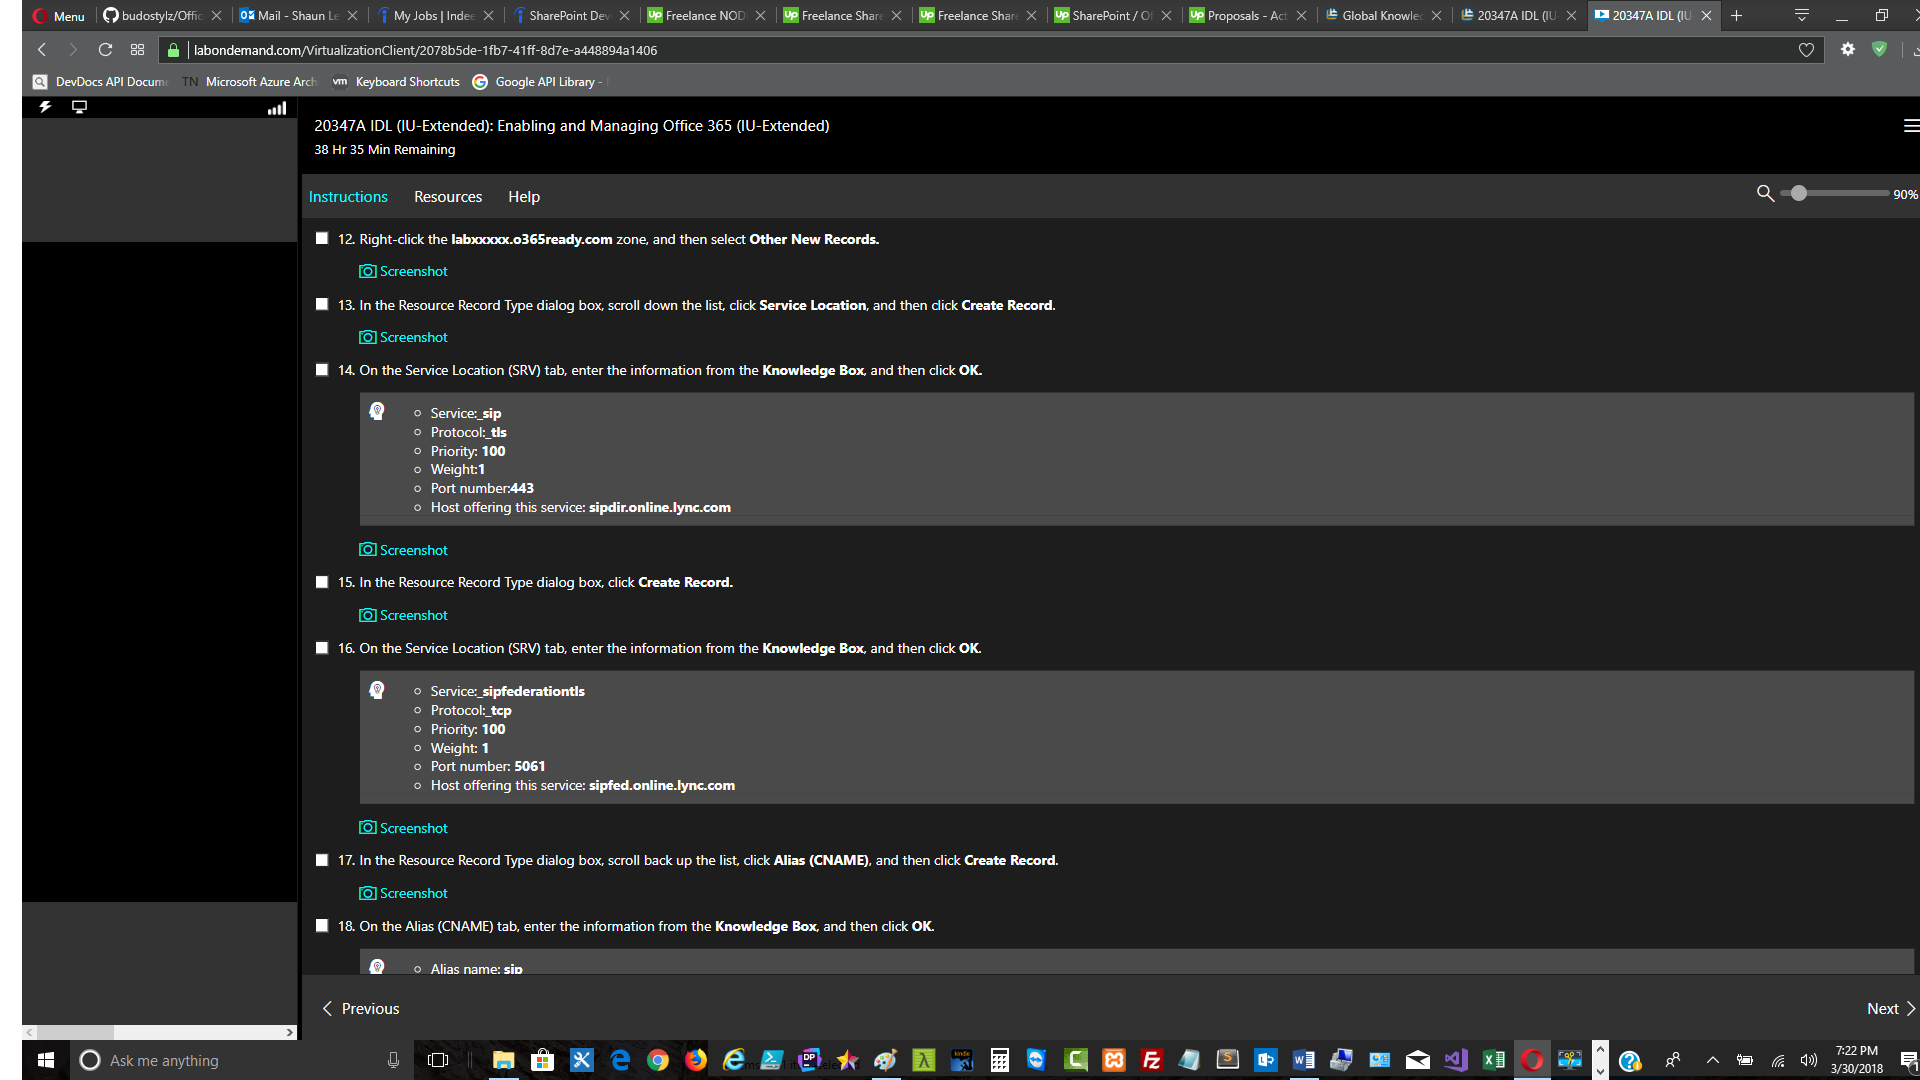 Menu
budostylz/Offic
Mail - Shaun Le
My Jobs | Indee
SharePoint Dev
Freelance NOD
Freelance Share
Freelance Share
SharePoint / Of
Proposals - Act
Global Knowled
20347A IDL (IU
20347A IDL (IU
labondemand.com/VirtualizationClient/2078b5de-1fb7-41ff-8d7e-a448894a1406
DevDocs API Docume
TN Microsoft Azure Arch
vm Keyboard Shortcuts
Google API Library -
20347A IDL (IU-Extended): Enabling and Managing Office 365 (IU-Extended)
38 Hr 35 Min Remaining
Instructions Resources Help
90%
12. Right-click the labxxxxx.o365ready.com zone, and then select Other New Records.
Screenshot
13. In the Resource Record Type dialog box, scroll down the list, click Service Location, and then click Create Record.
Screenshot
14. On the Service Location (SRV) tab, enter the information from the Knowledge Box, and then click OK.
Service:_sip
Protocol:_tls
Priority: 100
Weight:1
Port number:443
Host offering this service: sipdir.online.lync.com
Screenshot
15. In the Resource Record Type dialog box, click Create Record.
Screenshot
16. On the Service Location (SRV) tab, enter the information from the Knowledge Box, and then click OK.
Service:_sipfederationtls
Protocol:_tcp
Priority: 100
Weight: 1
Port number: 5061
Host offering this service: sipfed.online.lync.com
Screenshot
17. In the Resource Record Type dialog box, scroll back up the list, click Alias (CNAME), and then click Create Record.
Screenshot
18. On the Alias (CNAME) tab, enter the information from the Knowledge Box, and then click OK.
Alias name: sip
Previous
Next
Ask me anything
7:22 PM
3/30/2018